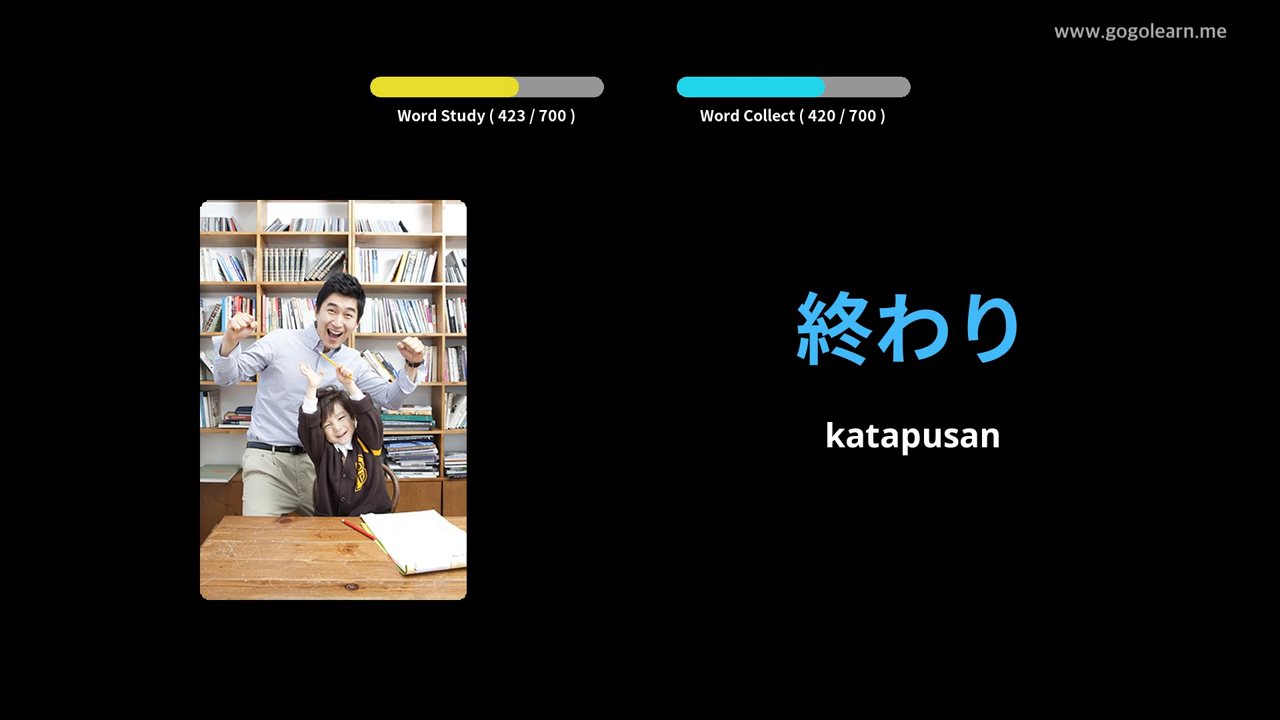 www.gogolearn.me
Word Study ( 423 / 700 )
Word Collect ( 420 / 700 )
終わり
katapusan